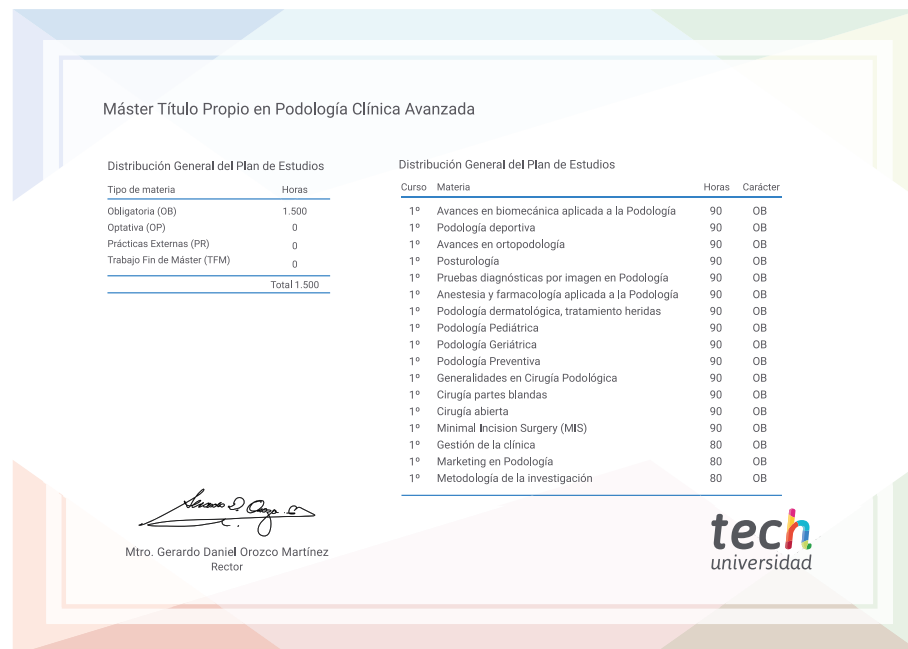 Máster Título Propio en Podología Clínica Avanzada
Distribución General del Plan de Estudios
Tipo de materia Horas
Obligatoria (OB) 1.500
Optativa (OP) 0
Prácticas Externas (PR) 0
Trabajo Fin de Máster (TFM) 0
Total 1.500
Distribución General del Plan de Estudios
Curso Materia Horas Carácter
1º Avances en biomecánica aplicada a la Podología 90 OB
1º Podología deportiva 90 OB
1º Avances en ortopodología 90 OB
1º Posturología 90 OB
1º Pruebas diagnósticas por imagen en Podología 90 OB
1º Anestesia y farmacología aplicada a la Podología 90 OB
1º Podología dermatológica, tratamiento heridas 90 OB
1º Podología Pediátrica 90 OB
1º Podología Geriátrica 90 OB
1º Podología Preventiva 90 OB
1º Generalidades en Cirugía Podológica 90 OB
1º Cirugía partes blandas 90 OB
1º Cirugía abierta 90 OB
1º Minimal Incision Surgery (MIS) 90 OB
1º Gestión de la clínica 80 OB
1º Marketing en Podología 80 OB
1º Metodología de la investigación 80 OB
Mtro. Gerardo Daniel Orozco Martínez
Rector
tech
universidad